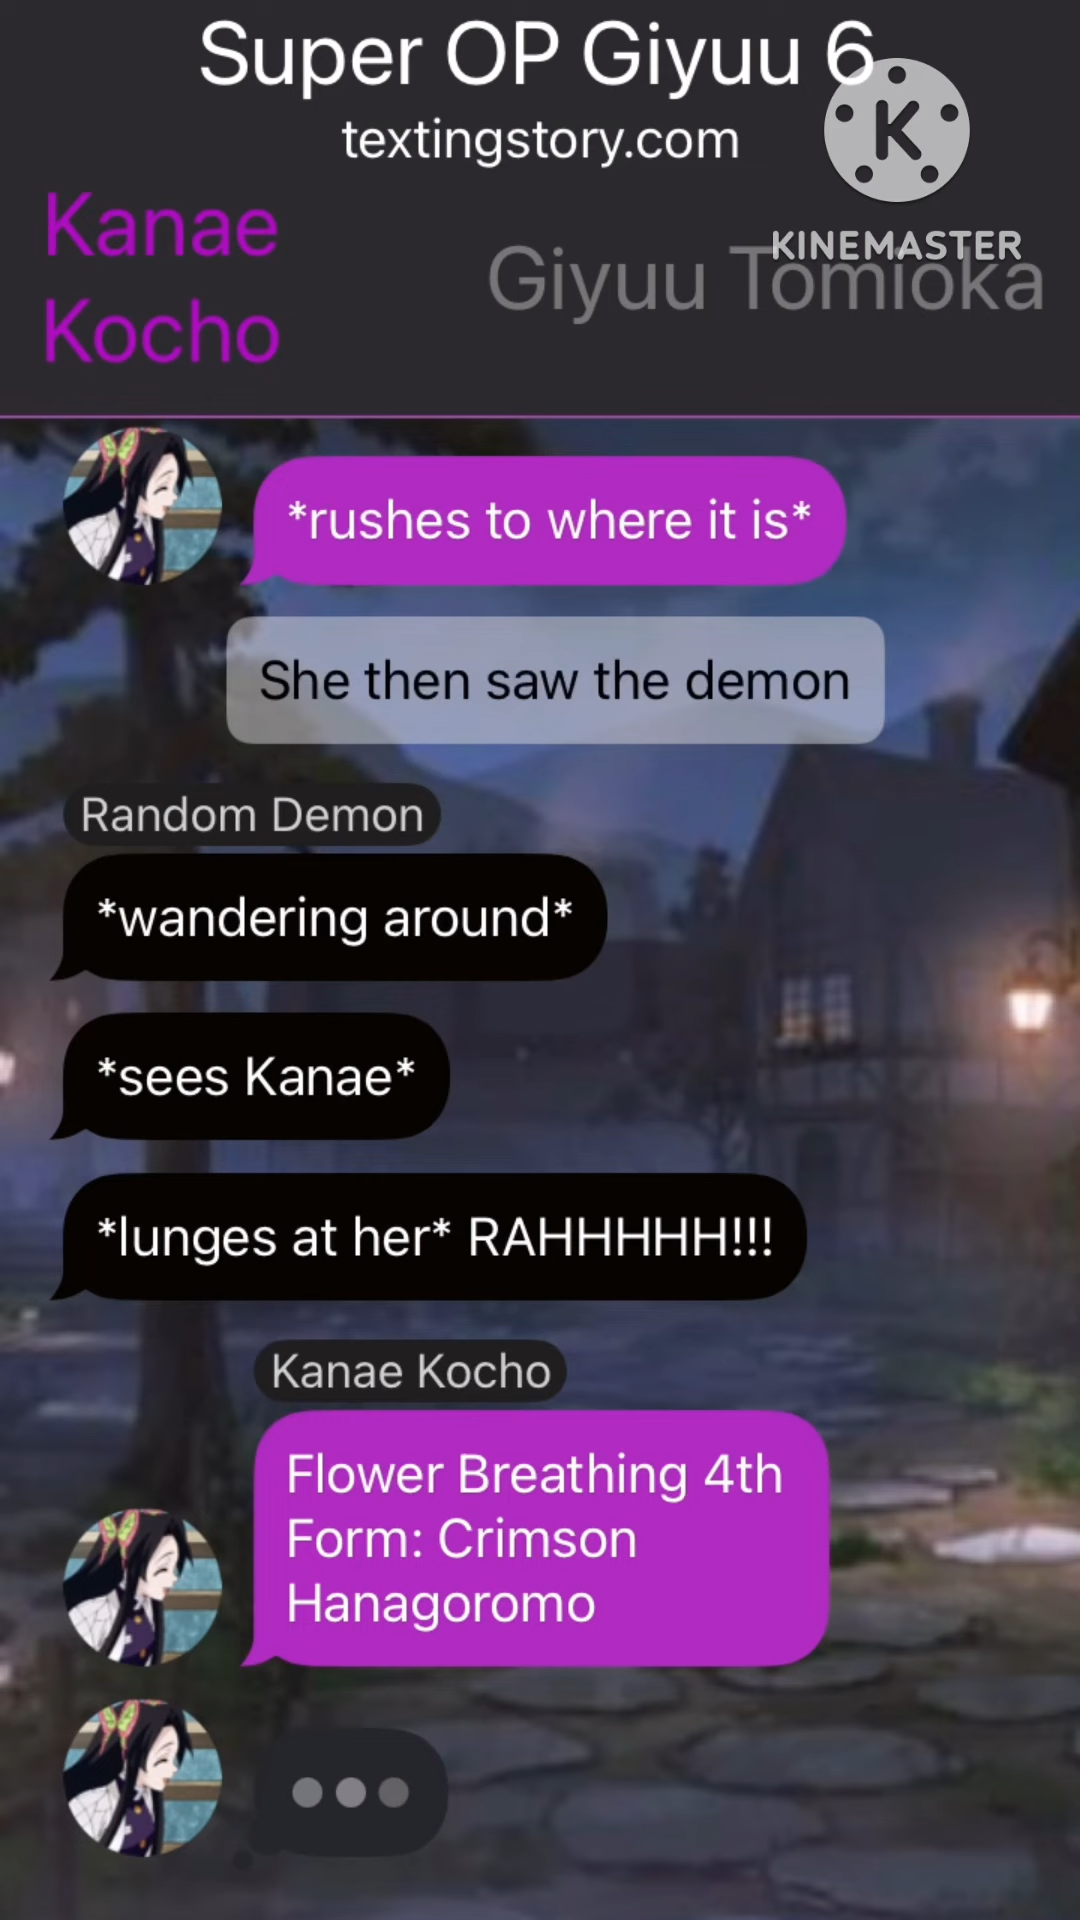 Super OP Giyuu 6
textingstory.com
K
KINEMASTER
Kanae
Kocho
Giyuu Tomioka
*rushes to where it is*
She then saw the demon
Random Demon
*wandering around*
*sees Kanae*
*lunges at her* RAHHHHH!!!
Kanae Kocho
Flower Breathing 4th
Form: Crimson
Hanagoromo